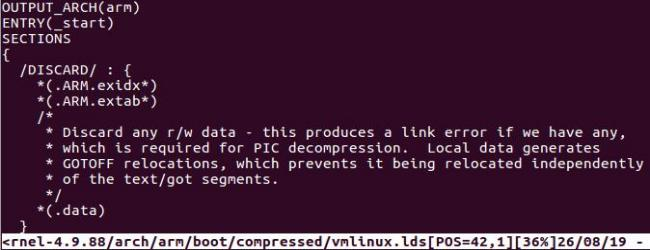 OUTPUT_ARCH(arm)
ENTRY(_start)
SECTIONS
{
  /DISCARD/ : {
    *(.ARM.exidx*)
    *(.ARM.extab*)
    /*
     * Discard any r/w data - this produces a link error if we have any,
     * which is required for PIC decompression.  Local data generates
     * GOTOFF relocations, which prevents it being relocated independently
     * of the text/got segments.
     */
    *(.data)
  }
<rnel-4.9.88/arch/arm/boot/compressed/vmlinux.lds[POS=42,1][36%]26/08/19 -